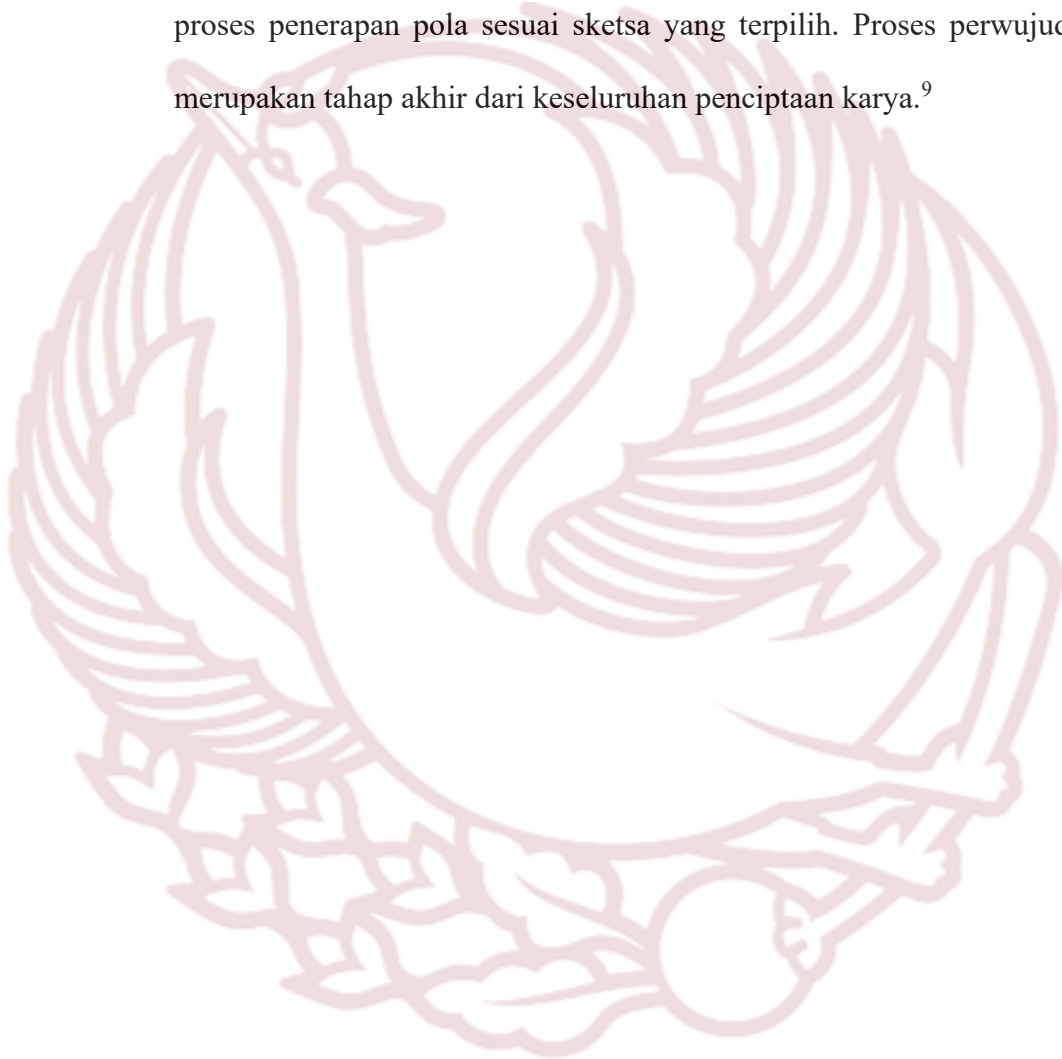 proses penerapan pola sesuai sketsa yang terpilih. Proses perwujud
merupakan tahap akhir dari keseluruhan penciptaan karya.⁹